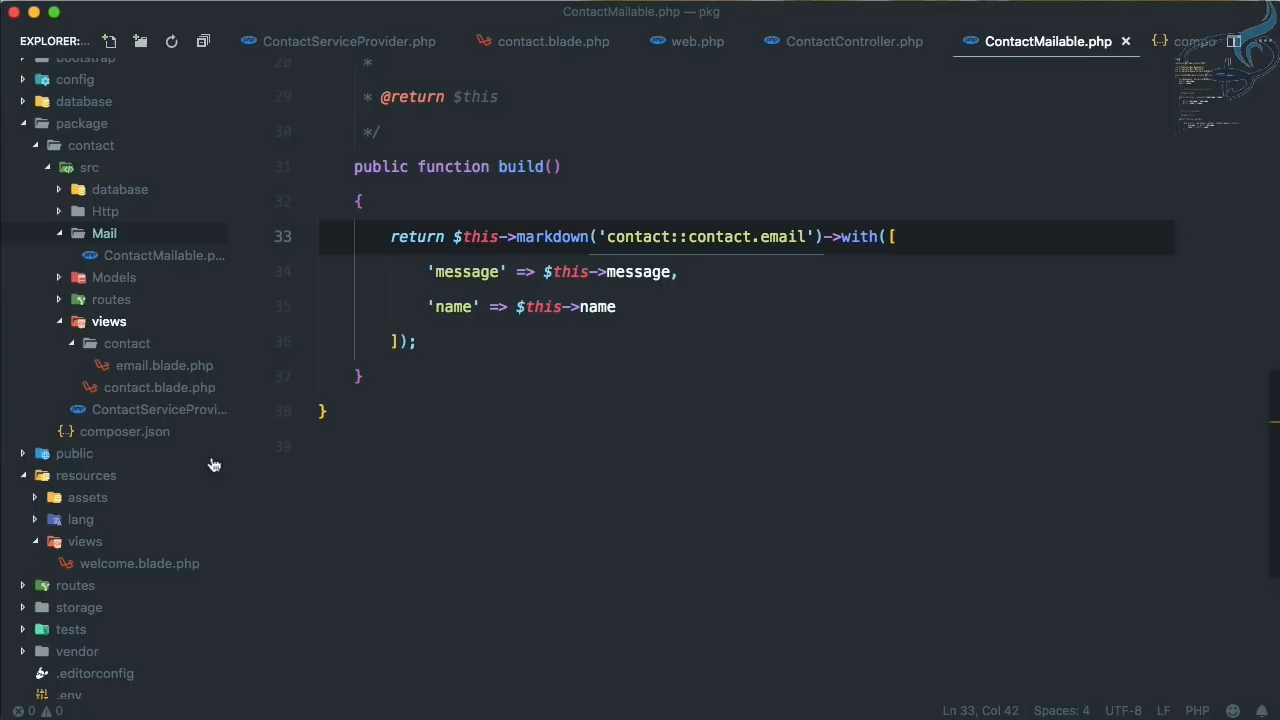 ContactMailable.php — pkg
EXPLORER:...
ContactServiceProvider.php
contact.blade.php
web.php
ContactController.php
ContactMailable.php
compo
bootstrap
config
database
package
contact
src
database
Http
Mail
ContactMailable.p...
Models
routes
views
contact
email.blade.php
contact.blade.php
ContactServiceProvi...
composer.json
public
resources
assets
lang
views
welcome.blade.php
routes
storage
tests
vendor
.editorconfig
.env
28 *
29 * @return $this
30 */
31 public function build()
32 {
33 return $this->markdown('contact::contact.email')->with([
34 'message' => $this->message,
35 'name' => $this->name
36 ]);
37 }
38 }
39
0 0
Ln 33, Col 42 Spaces: 4 UTF-8 LF PHP